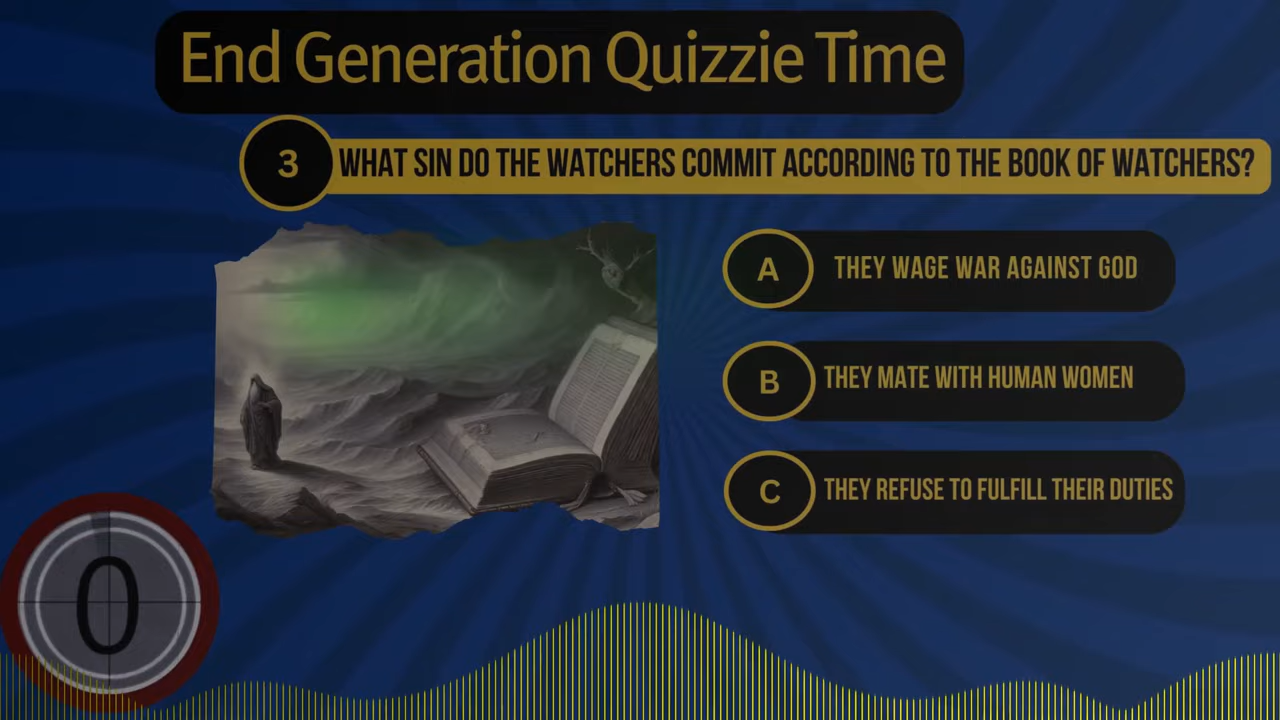 End Generation Quizzie Time
3 WHAT SIN DO THE WATCHERS COMMIT ACCORDING TO THE BOOK OF WATCHERS?
A THEY WAGE WAR AGAINST GOD
B THEY MATE WITH HUMAN WOMEN
C THEY REFUSE TO FULFILL THEIR DUTIES
0